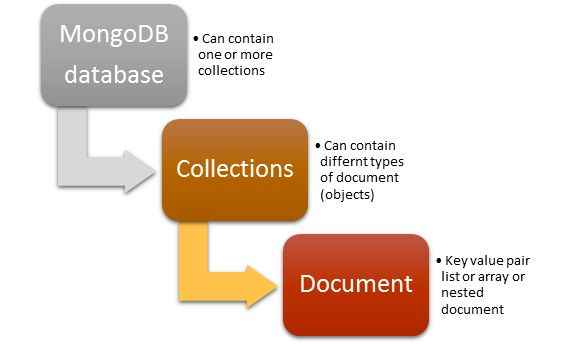 MongoDB
database
• Can contain
one or more
collections
Collections
• Can contain
differnt types
of document
(objects)
Document
• Key value pair
list or array or
nested
document